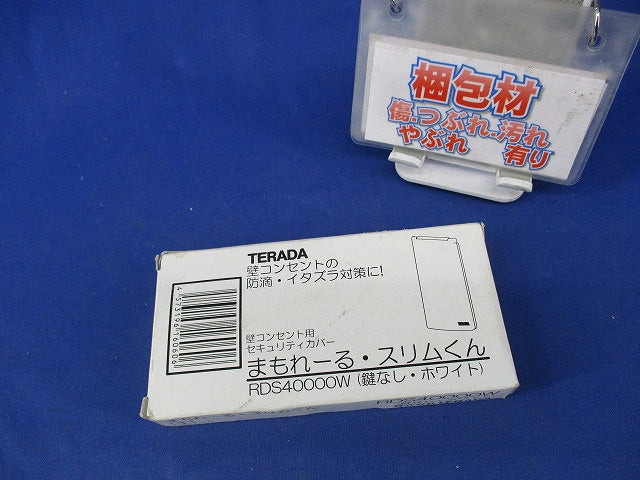 梱包材
傷・つぶれ・汚れ
やぶれ 有り
TERADA
壁コンセントの
防滴・イタズラ対策に!
壁コンセント用
セキュリティカバー
まもれーる・スリムくん
RDS40000W (鍵なし・ホワイト)
4573196160606
RDS40000W